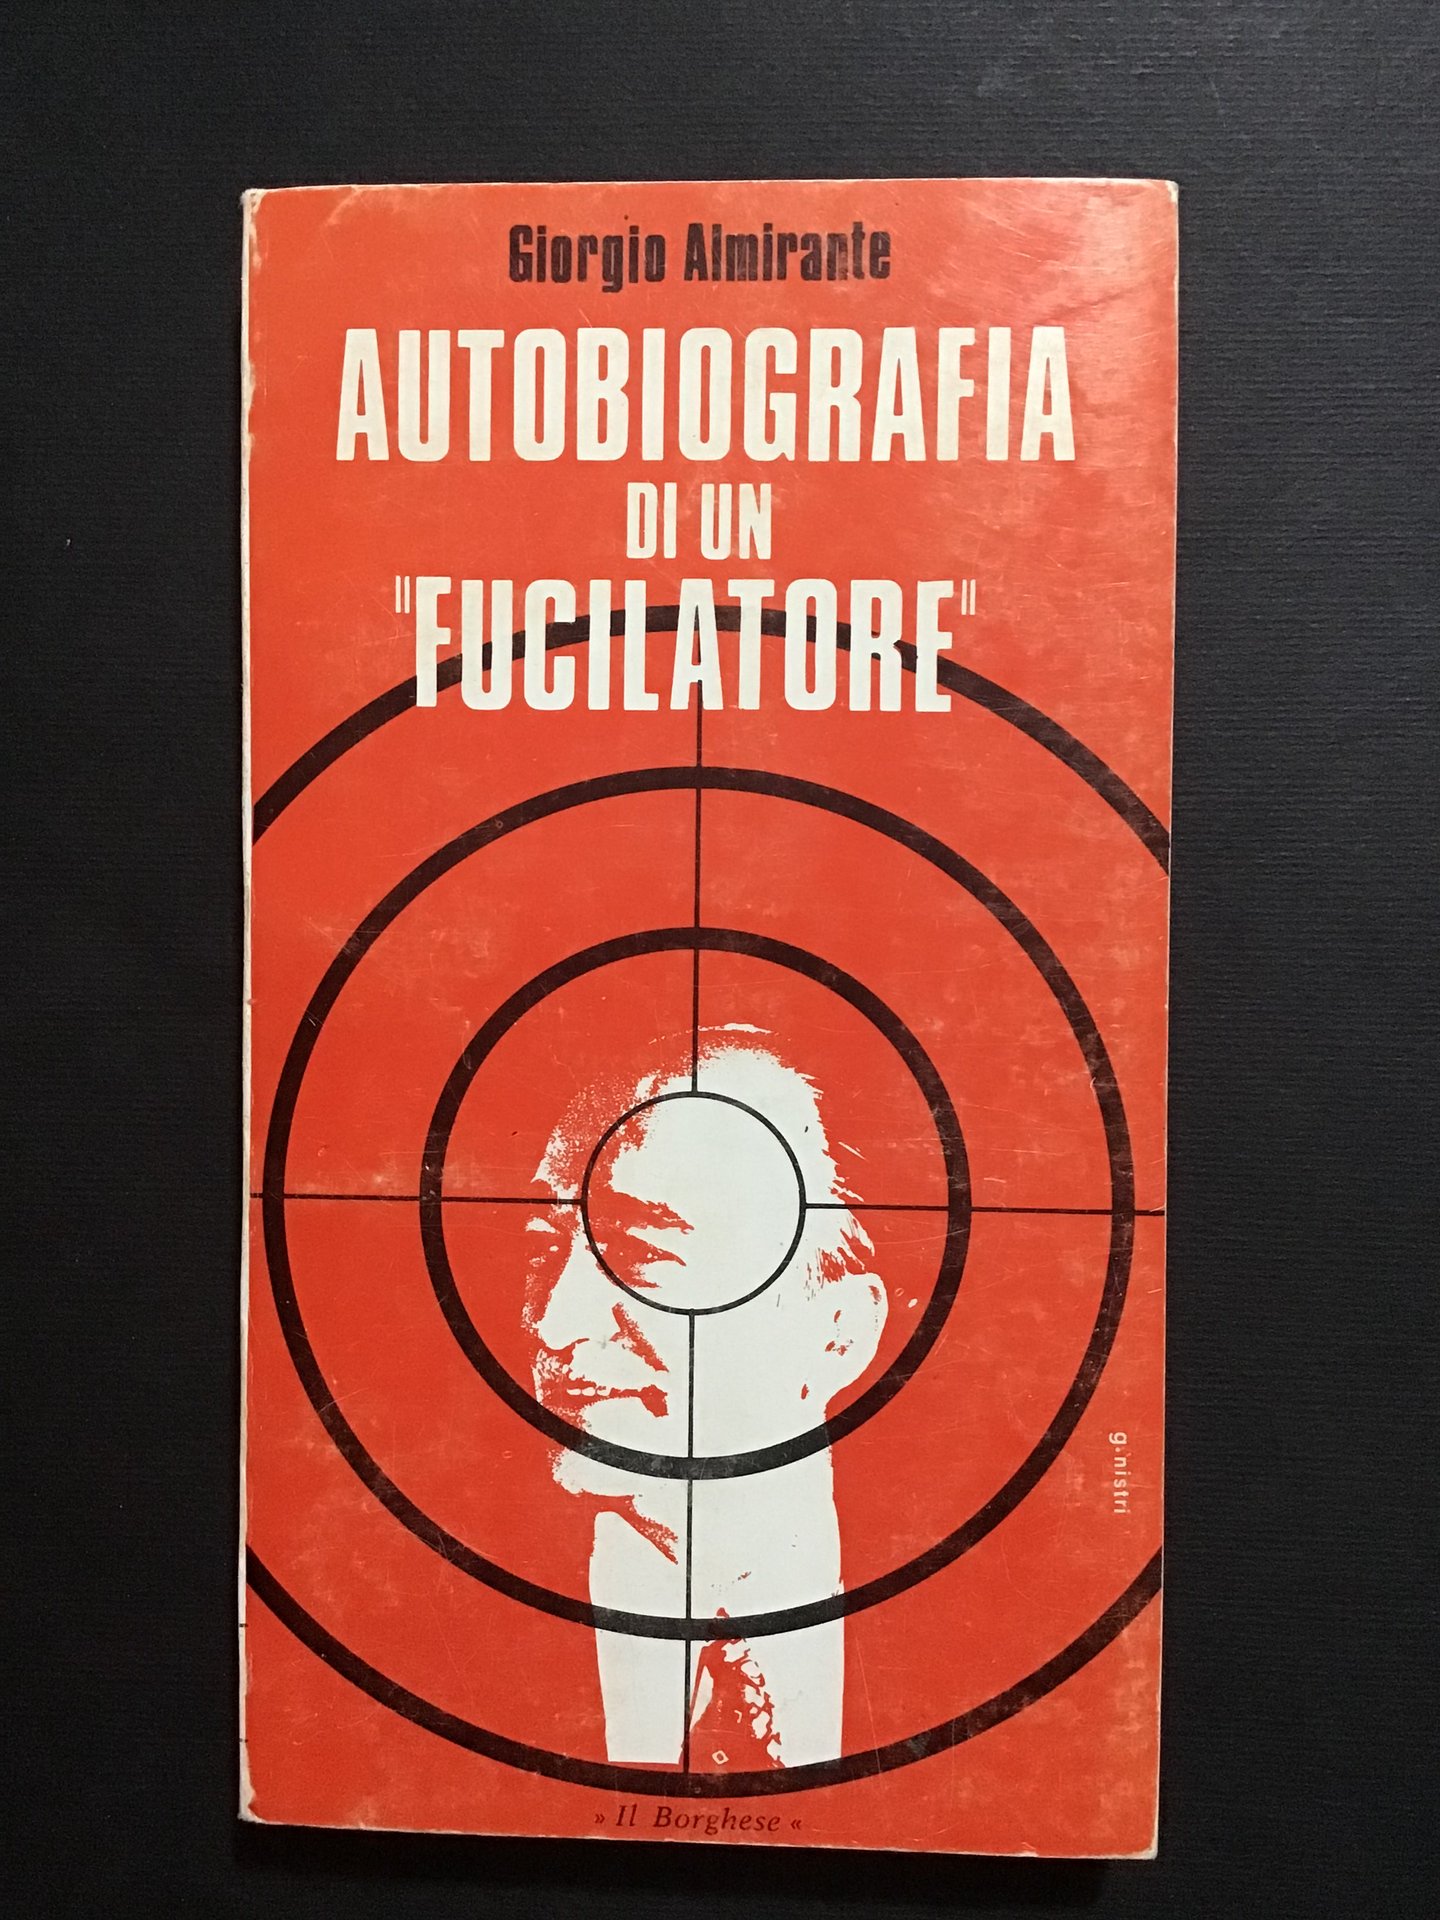 Giorgio Almirante
AUTOBIOGRAFIA
DI UN
"FUCILATORE"
g.nistri
» Il Borghese «